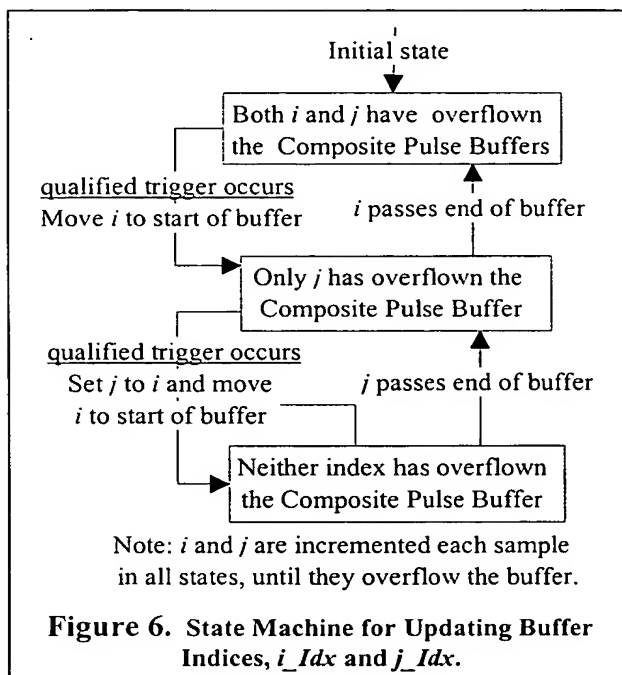 Initial state
Both i and j have overflown
the Composite Pulse Buffers
qualified trigger occurs
Move i to start of buffer
i passes end of buffer
Only j has overflown the
Composite Pulse Buffer
qualified trigger occurs
Set j to i and move
i to start of buffer
j passes end of buffer
Neither index has overflown
the Composite Pulse Buffer
Note: i and j are incremented each sample
in all states, until they overflow the buffer.
Figure 6. State Machine for Updating Buffer
Indices, i_Idx and j_Idx.